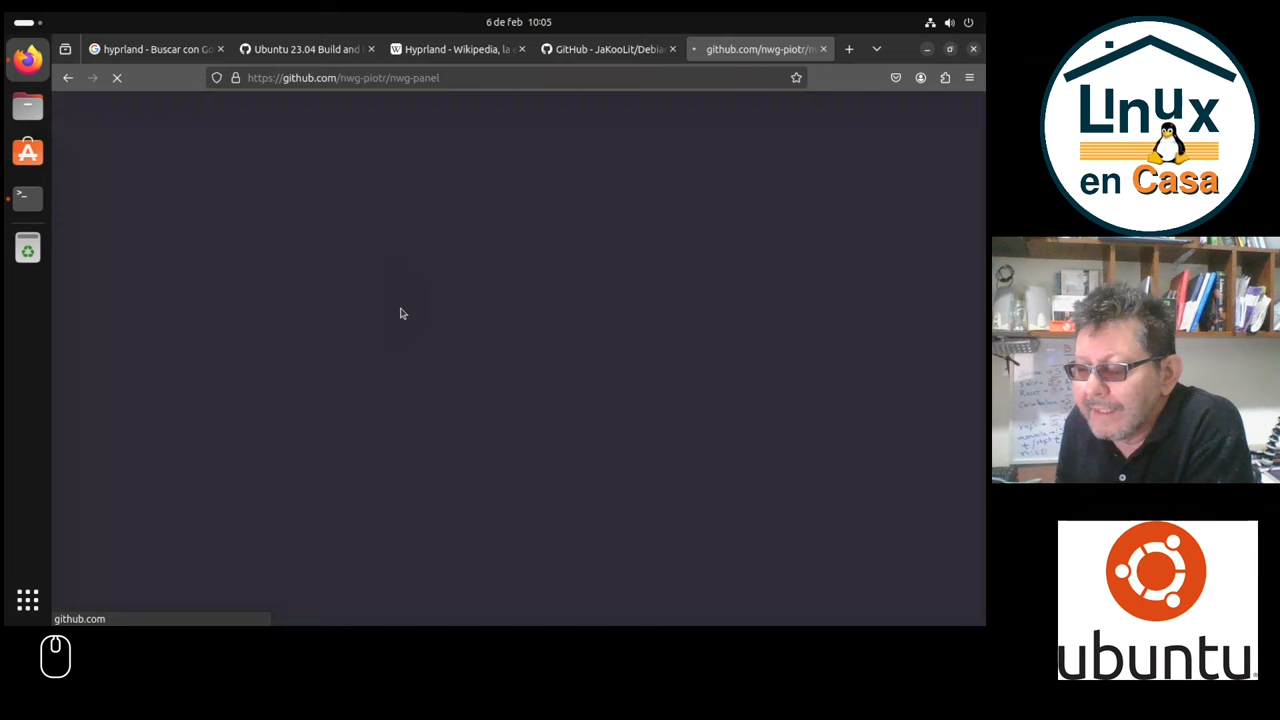 6 de feb 10:05
hyprland - Buscar con Go
Ubuntu 23.04 Build and
Hyprland - Wikipedia, la e
GitHub - JaKooLit/Debia
github.com/nwg-piotr/n
https://github.com/nwg-piotr/nwg-panel
github.com
Linux
en Casa
ubuntu